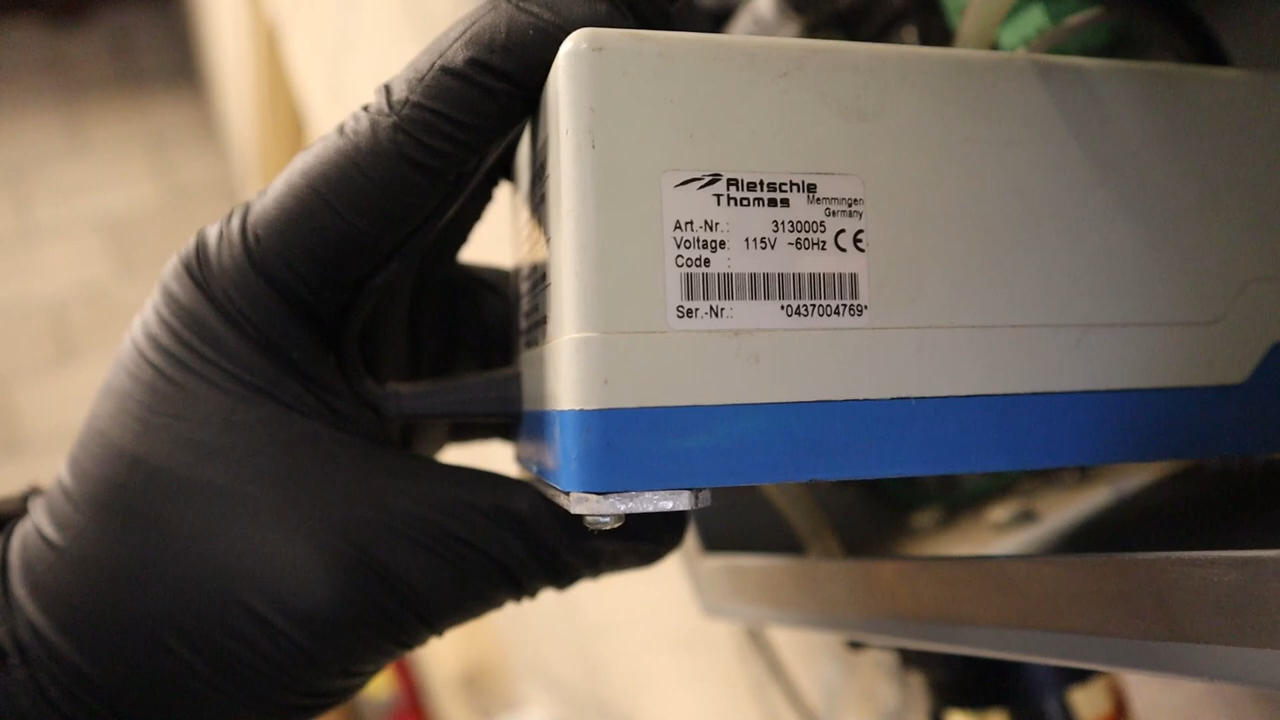 Rietschle
Thomas Memmingen
Germany
Art.-Nr.: 3130005
Voltage: 115V ~60Hz CE
Code :
Ser.-Nr.: *0437004769*